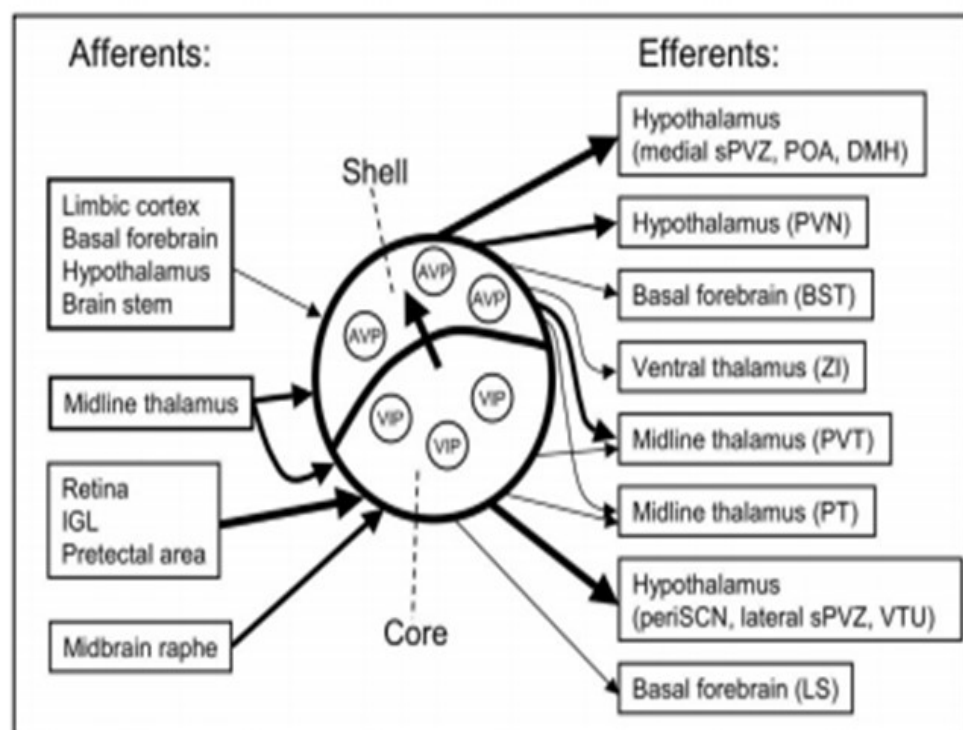 Afferents:
Efferents:
Limbic cortex
Basal forebrain
Hypothalamus
Brain stem
Midline thalamus
Retina
IGL
Pretectal area
Midbrain raphe
Shell
AVP
AVP
AVP
VIP
VIP
VIP
Core
Hypothalamus
(medial sPVZ, POA, DMH)
Hypothalamus (PVN)
Basal forebrain (BST)
Ventral thalamus (ZI)
Midline thalamus (PVT)
Midline thalamus (PT)
Hypothalamus
(periSCN, lateral sPVZ, VTU)
Basal forebrain (LS)